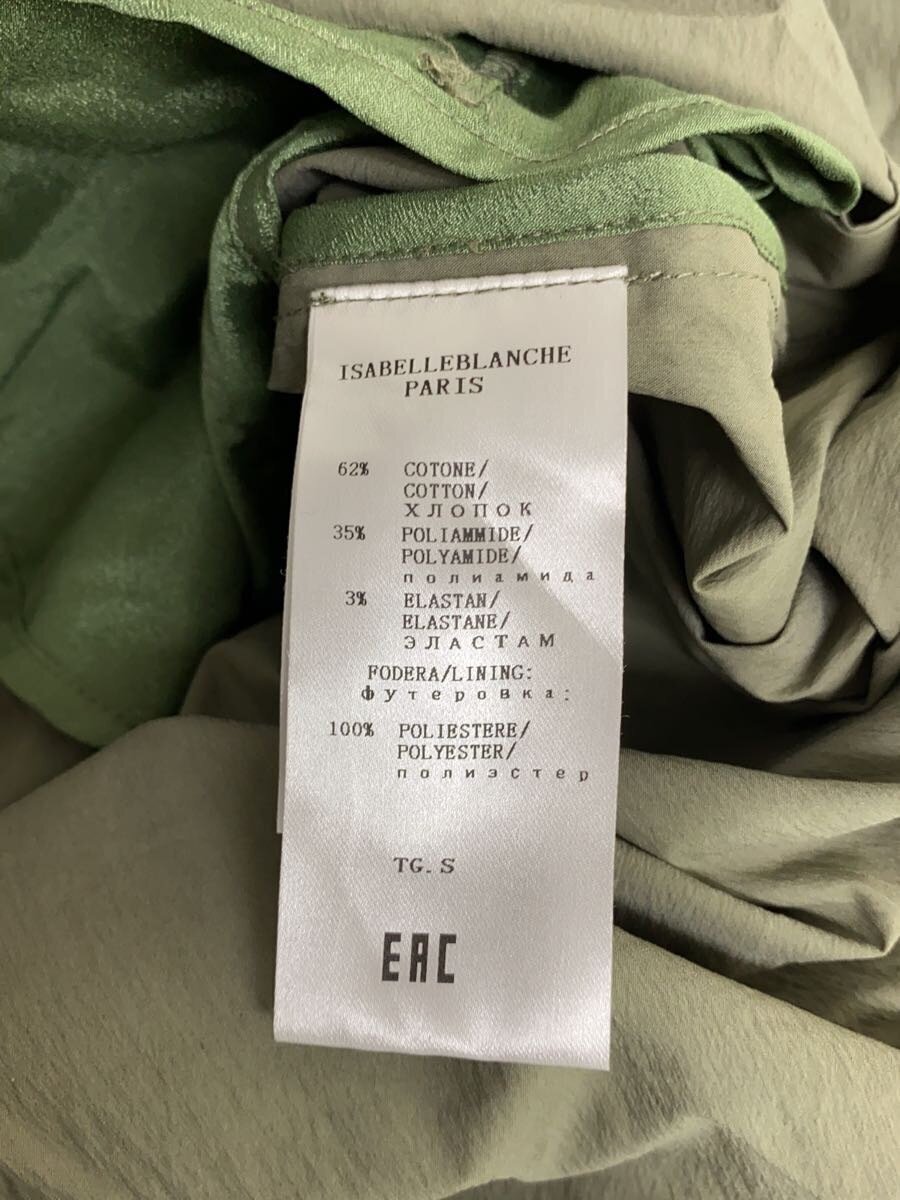 ISABELLEBLANCHE
PARIS
62% COTONE/
COTTON/
ХЛОПОК
35% POLIAMMIDE/
POLYAMIDE/
полиамида
3% ELASTAN/
ELASTANE/
ЭЛАСТАМ
FODERA/LINING:
футеровка:
100% POLIESTERE/
POLYESTER/
полиэстер
TG. S
EAC